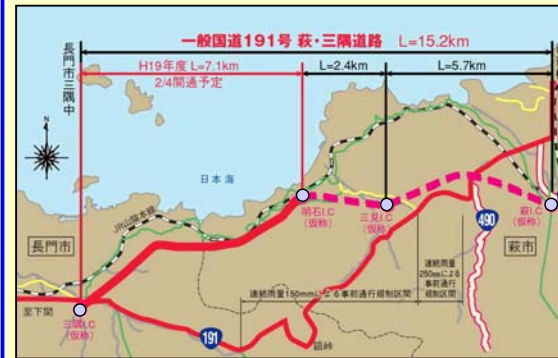 一般国道191号 萩・三隅道路 L=15.2km
長門市三隅中
H19年度 L=7.1km
2/4開通予定
L=2.4km
L=5.7km
N
日本海
JR山陰本線
明石I.C
(仮称)
三見I.C
(仮称)
萩I.C
(仮称)
490
長門市
萩市
連続雨量
250mmによる
事前通行
規制区間
連続雨量150mmによる事前通行規制区間
至下関
三隅I.C
(仮称)
191
鎖峠